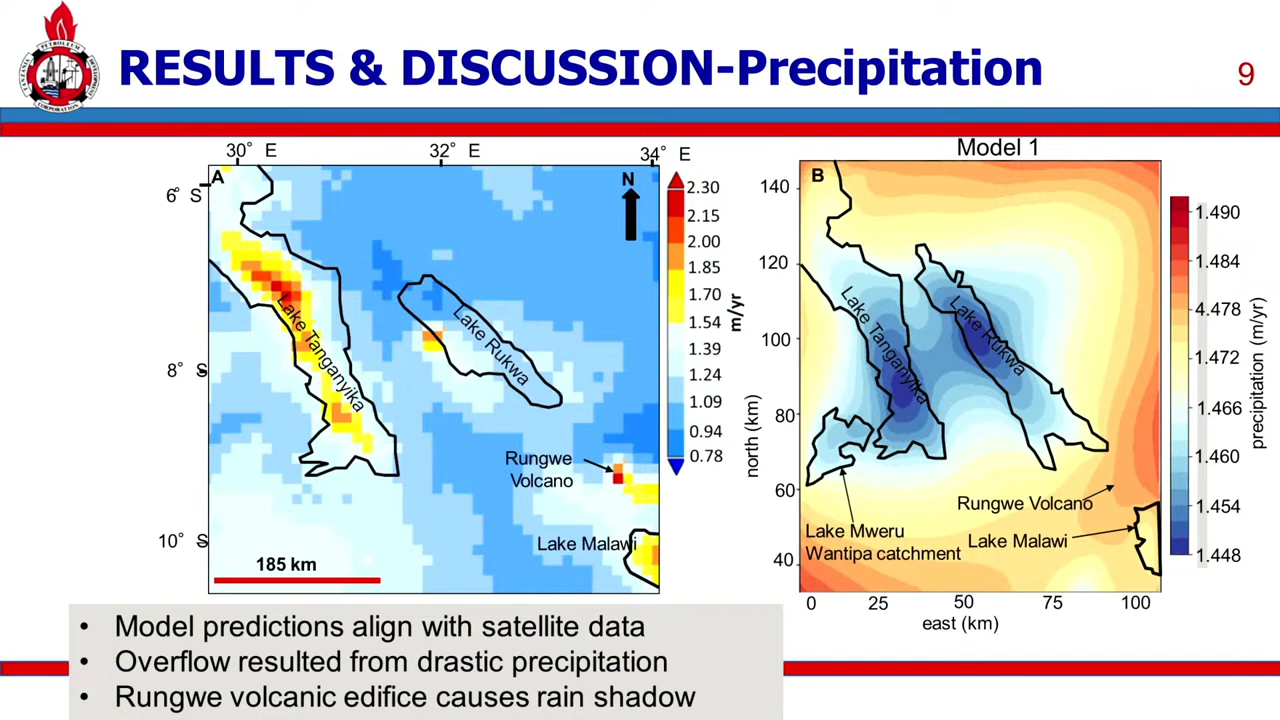 RESULTS & DISCUSSION-Precipitation
9
PETROLEUM
TANZANIA
DEVELOPMENT
CORPORATION
30° E
32° E
34° E
A
N
6° S
8° S
10° S
Lake Tanganyika
Lake Rukwa
Rungwe
Volcano
Lake Malawi
185 km
2.30
2.15
2.00
1.85
1.70
1.54
1.39
1.24
1.09
0.94
0.78
m/yr
Model 1
B
140
120
100
80
60
40
north (km)
0
25
50
75
100
east (km)
Lake Tanganyika
Lake Rukwa
Rungwe Volcano
Lake Malawi
Lake Mweru
Wantipa catchment
1.490
1.484
1.478
1.472
1.466
1.460
1.454
1.448
precipitation (m/yr)
• Model predictions align with satellite data
• Overflow resulted from drastic precipitation
• Rungwe volcanic edifice causes rain shadow